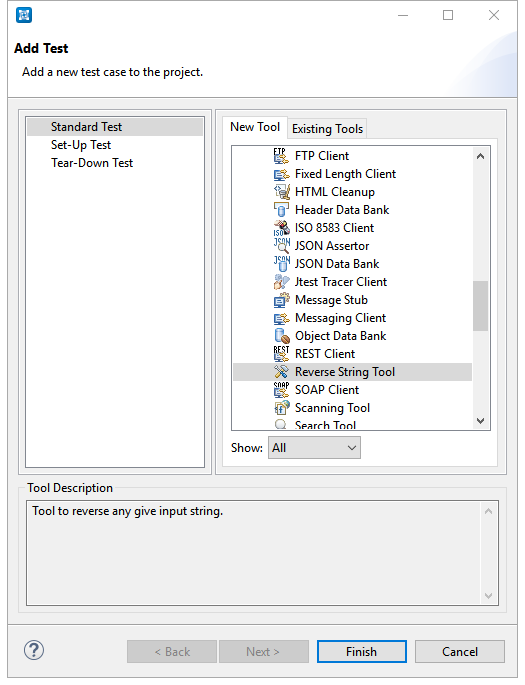 Add Test
Add a new test case to the project.
Standard Test
Set-Up Test
Tear-Down Test
New Tool
Existing Tools
FTP Client
Fixed Length Client
HTML Cleanup
Header Data Bank
ISO 8583 Client
JSON Assertor
JSON Data Bank
Jtest Tracer Client
Message Stub
Messaging Client
Object Data Bank
REST Client
Reverse String Tool
SOAP Client
Scanning Tool
Search Tool
Show: All
Tool Description
Tool to reverse any give input string.
? < Back Next > Finish Cancel